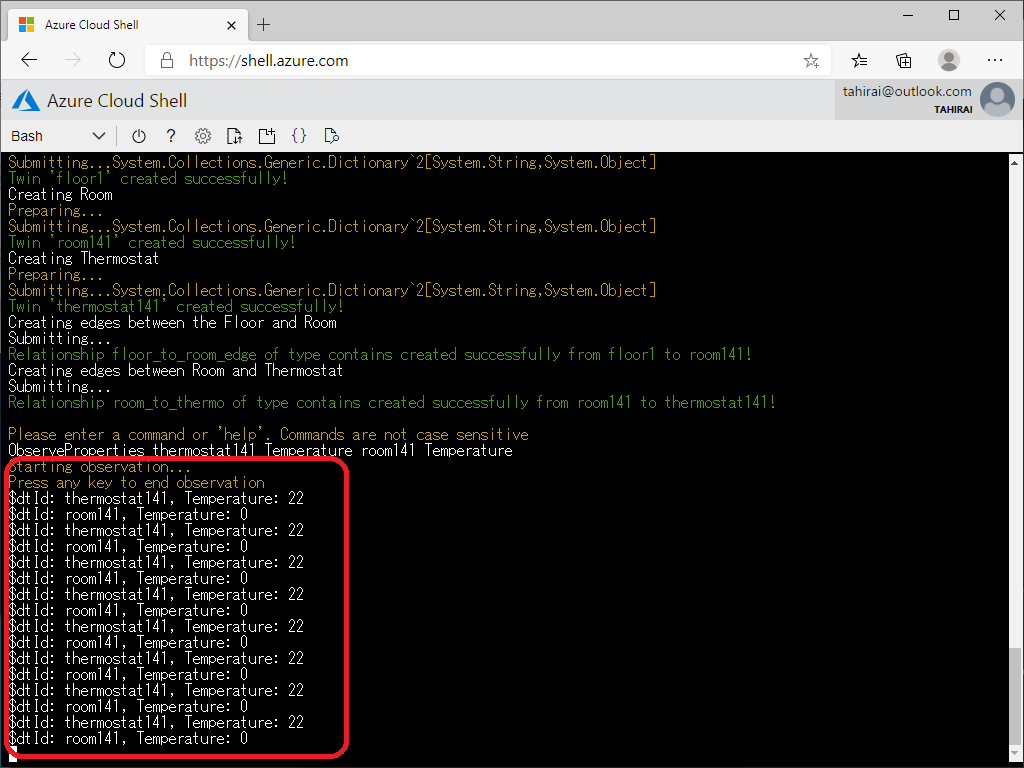 Azure Cloud Shell
https://shell.azure.com
Azure Cloud Shell
tahirai@outlook.com
TAHIRAI
Bash
Submitting...System.Collections.Generic.Dictionary`2[System.String,System.Object]
Twin 'floor1' created successfully!
Creating Room
Preparing...
Submitting...System.Collections.Generic.Dictionary`2[System.String,System.Object]
Twin 'room141' created successfully!
Creating Thermostat
Preparing...
Submitting...System.Collections.Generic.Dictionary`2[System.String,System.Object]
Twin 'thermostat141' created successfully!
Creating edges between the Floor and Room
Submitting...
Relationship floor_to_room_edge of type contains created successfully from floor1 to room141!
Creating edges between Room and Thermostat
Submitting...
Relationship room_to_thermo of type contains created successfully from room141 to thermostat141!
Please enter a command or 'help'. Commands are not case sensitive
ObserveProperties thermostat141 Temperature room141 Temperature
Starting observation...
Press any key to end observation
$dtId: thermostat141, Temperature: 22
$dtId: room141, Temperature: 0
$dtId: thermostat141, Temperature: 22
$dtId: room141, Temperature: 0
$dtId: thermostat141, Temperature: 22
$dtId: room141, Temperature: 0
$dtId: thermostat141, Temperature: 22
$dtId: room141, Temperature: 0
$dtId: thermostat141, Temperature: 22
$dtId: room141, Temperature: 0
$dtId: thermostat141, Temperature: 22
$dtId: room141, Temperature: 0
$dtId: thermostat141, Temperature: 22
$dtId: room141, Temperature: 0
$dtId: thermostat141, Temperature: 22
$dtId: room141, Temperature: 0